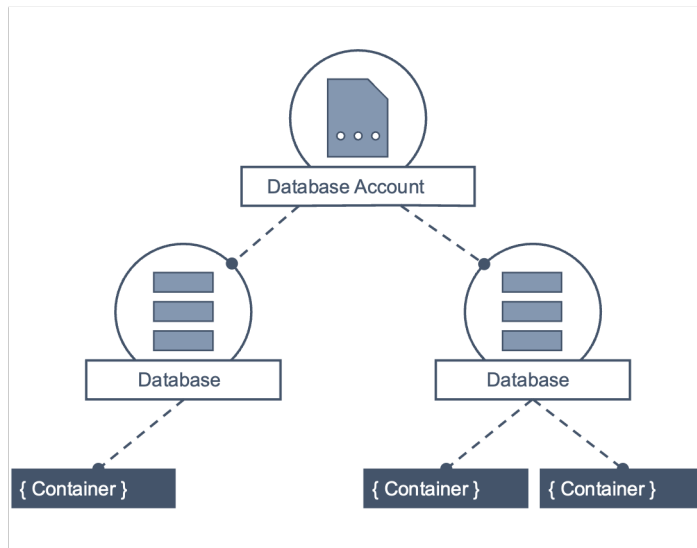 Database Account
Database
Database
{ Container }
{ Container }
{ Container }